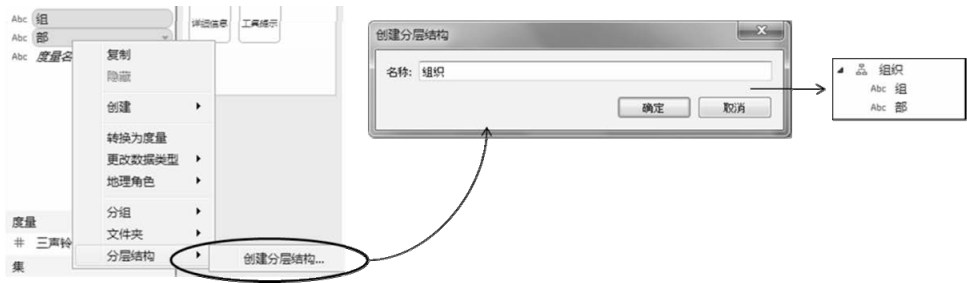 Abc 组
Abc 部
Abc 度量名
详细信息 工具提示
复制
隐藏
创建
转换为度量
更改数据类型
地理角色
分组
文件夹
分层结构
创建分层结构...
度量
# 三声铃
集
创建分层结构
名称: 组织
确定 取消
组织
Abc 组
Abc 部